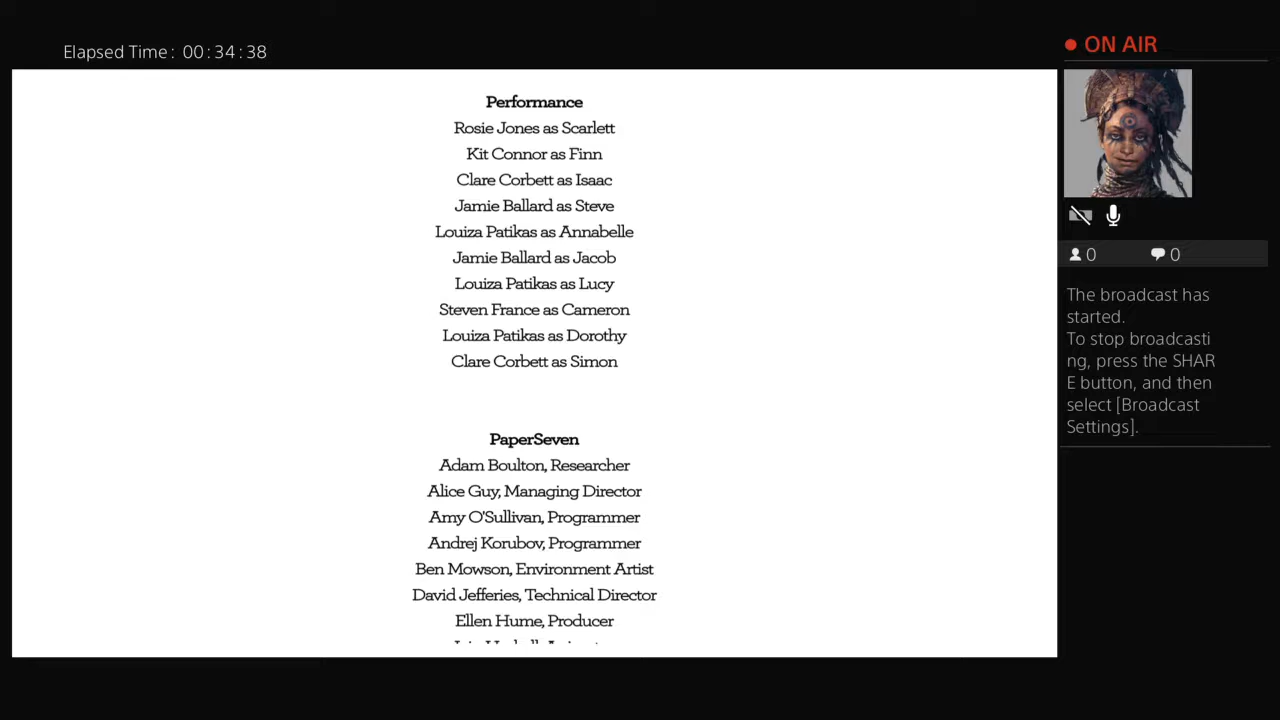 Elapsed Time: 00:34:38
ON AIR
Performance
Rosie Jones as Scarlett
Kit Connor as Finn
Clare Corbett as Isaac
Jamie Ballard as Steve
Louiza Patikas as Annabelle
Jamie Ballard as Jacob
Louiza Patikas as Lucy
Steven France as Cameron
Louiza Patikas as Dorothy
Clare Corbett as Simon
PaperSeven
Adam Boulton, Researcher
Alice Guy, Managing Director
Amy O'Sullivan, Programmer
Andrej Korubov, Programmer
Ben Mowson, Environment Artist
David Jefferies, Technical Director
Ellen Hume, Producer
0
0
The broadcast has
started.
To stop broadcasti
ng, press the SHAR
E button, and then
select [Broadcast
Settings].